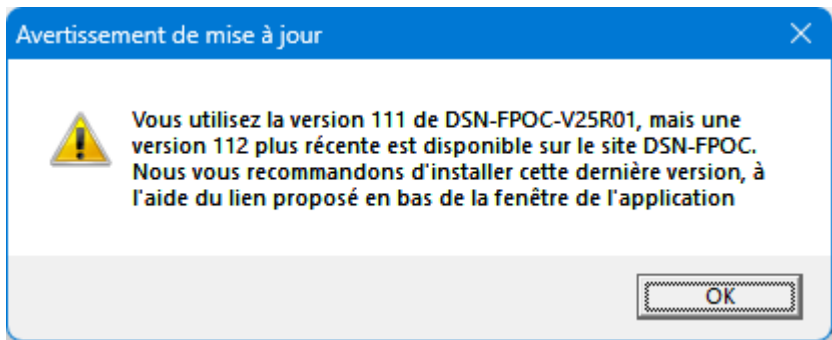 Avertissement de mise à jour
Vous utilisez la version 111 de DSN-FPOC-V25R01, mais une
version 112 plus récente est disponible sur le site DSN-FPOC.
Nous vous recommandons d'installer cette dernière version, à
l'aide du lien proposé en bas de la fenêtre de l'application
OK